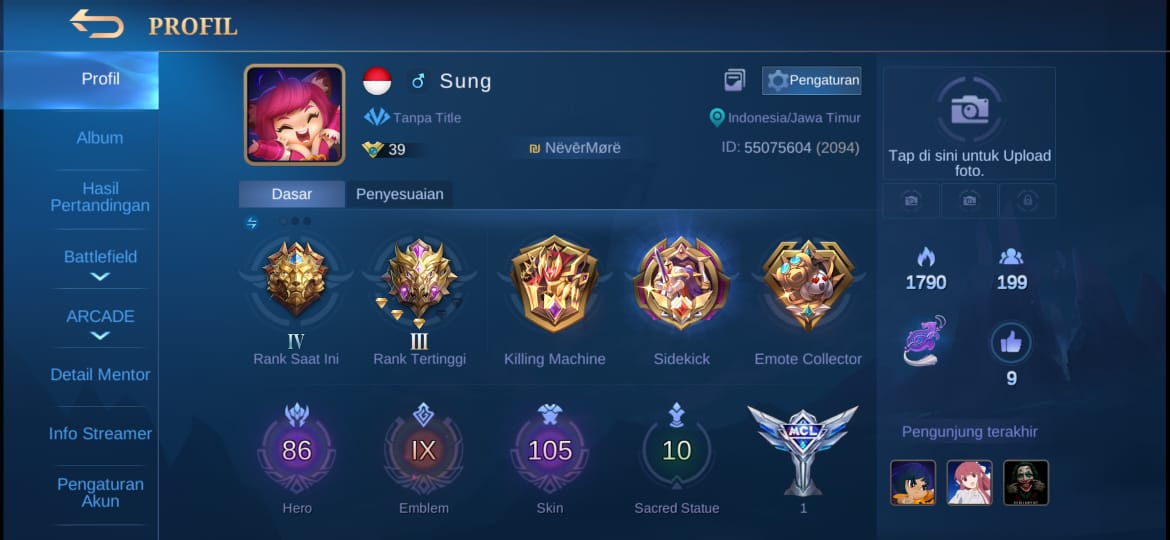 PROFIL
Profil
Album
Hasil
Pertandingan
Battlefield
ARCADE
Detail Mentor
Info Streamer
Pengaturan
Akun
Sung
Pengaturan
Tanpa Title
Indonesia/Jawa Timur
39
NëvêrMørë
ID: 55075604 (2094)
Dasar
Penyesuaian
IV
III
Rank Saat Ini
Rank Tertinggi
Killing Machine
Sidekick
Emote Collector
86
IX
105
10
MCL
Hero
Emblem
Skin
Sacred Statue
1
Tap di sini untuk Upload
foto.
1790
199
9
Pengunjung terakhir